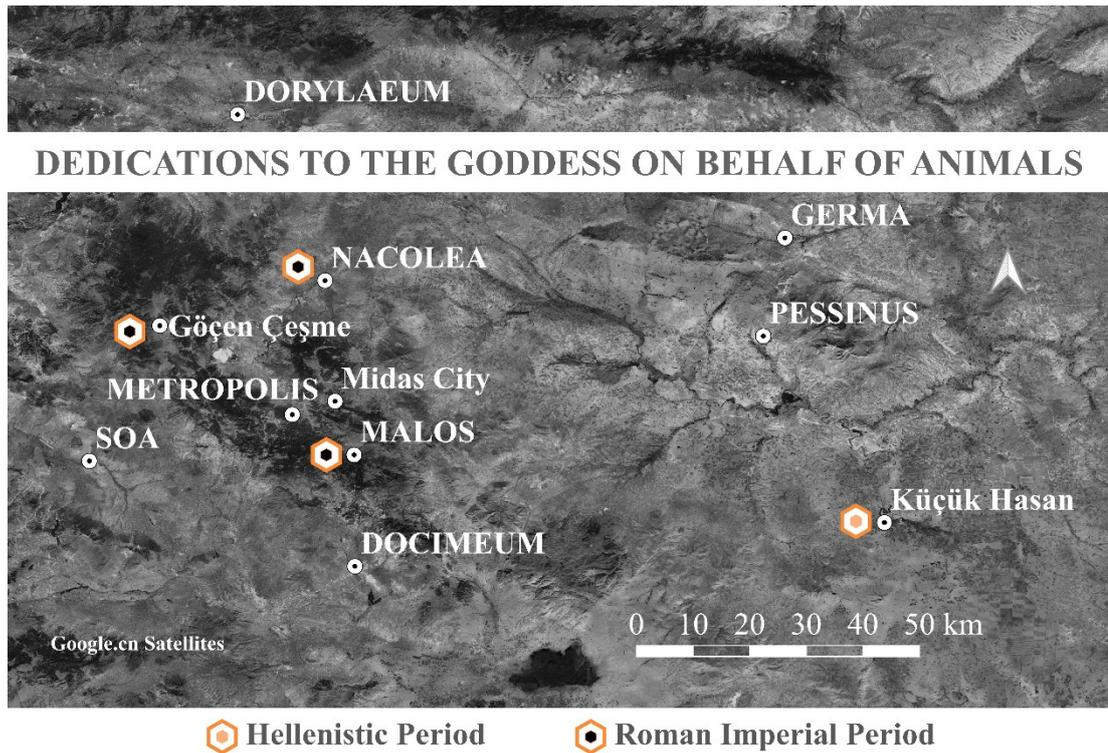 DORYLAEUM
DEDICATIONS TO THE GODDESS ON BEHALF OF ANIMALS
GERMA
NACOLEA
PESSINUS
Göçen Çeşme
Midas City
METROPOLIS
MALOS
SOA
Küçük Hasan
DOCIMEUM
0 10 20 30 40 50 km
Google.cn Satellites
Hellenistic Period Roman Imperial Period